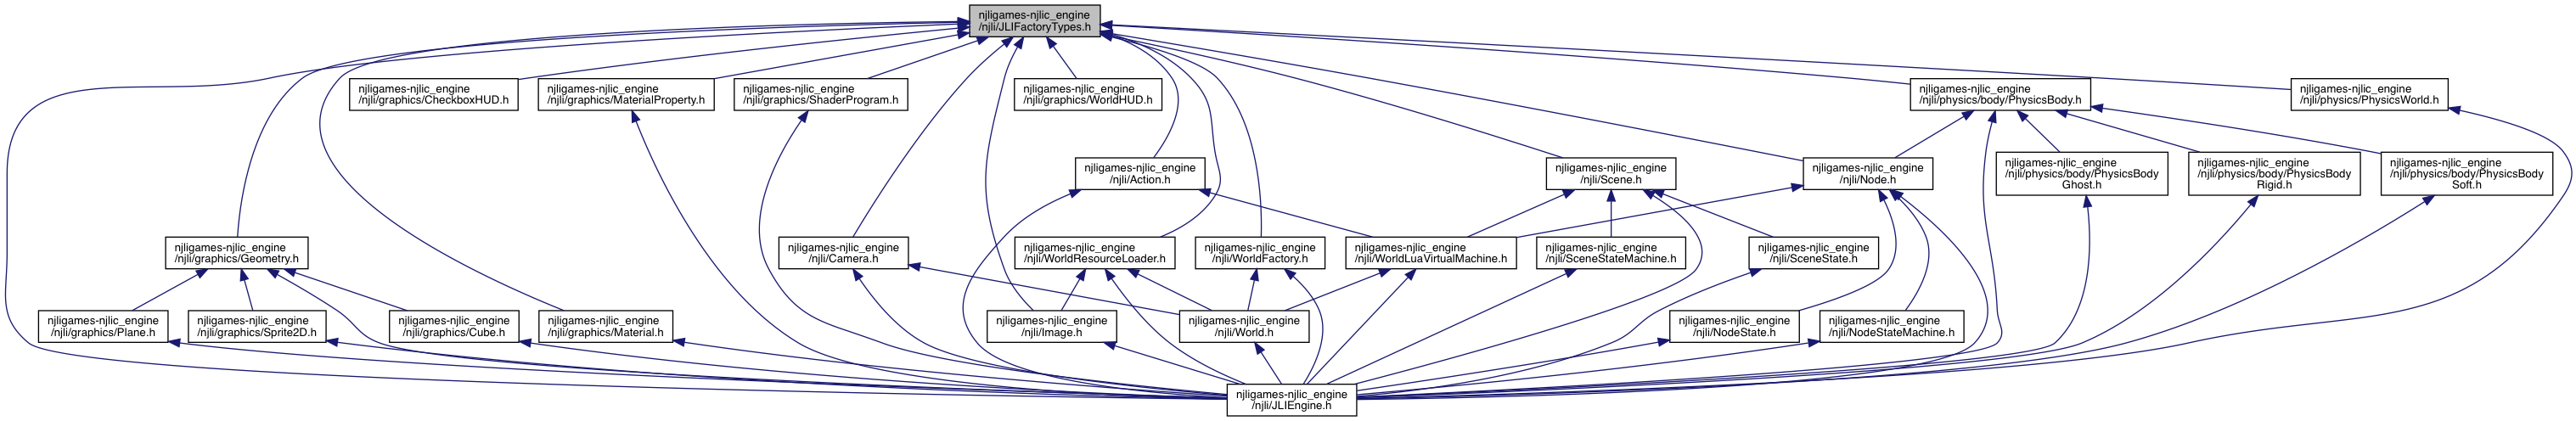 njligames-njlic_engine
/njli/JLIFactoryTypes.h
njligames-njlic_engine
/njli/graphics/CheckboxHUD.h
njligames-njlic_engine
/njli/graphics/MaterialProperty.h
njligames-njlic_engine
/njli/graphics/ShaderProgram.h
njligames-njlic_engine
/njli/graphics/WorldHUD.h
njligames-njlic_engine
/njli/physics/body/PhysicsBody.h
njligames-njlic_engine
/njli/physics/PhysicsWorld.h
njligames-njlic_engine
/njli/Action.h
njligames-njlic_engine
/njli/Scene.h
njligames-njlic_engine
/njli/Node.h
njligames-njlic_engine
/njli/physics/body/PhysicsBody
Ghost.h
njligames-njlic_engine
/njli/physics/body/PhysicsBody
Rigid.h
njligames-njlic_engine
/njli/physics/body/PhysicsBody
Soft.h
njligames-njlic_engine
/njli/graphics/Geometry.h
njligames-njlic_engine
/njli/Camera.h
njligames-njlic_engine
/njli/WorldResourceLoader.h
njligames-njlic_engine
/njli/WorldFactory.h
njligames-njlic_engine
/njli/WorldLuaVirtualMachine.h
njligames-njlic_engine
/njli/SceneStateMachine.h
njligames-njlic_engine
/njli/SceneState.h
njligames-njlic_engine
/njli/graphics/Plane.h
njligames-njlic_engine
/njli/graphics/Sprite2D.h
njligames-njlic_engine
/njli/graphics/Cube.h
njligames-njlic_engine
/njli/graphics/Material.h
njligames-njlic_engine
/njli/Image.h
njligames-njlic_engine
/njli/World.h
njligames-njlic_engine
/njli/NodeState.h
njligames-njlic_engine
/njli/NodeStateMachine.h
njligames-njlic_engine
/njli/JLIEngine.h